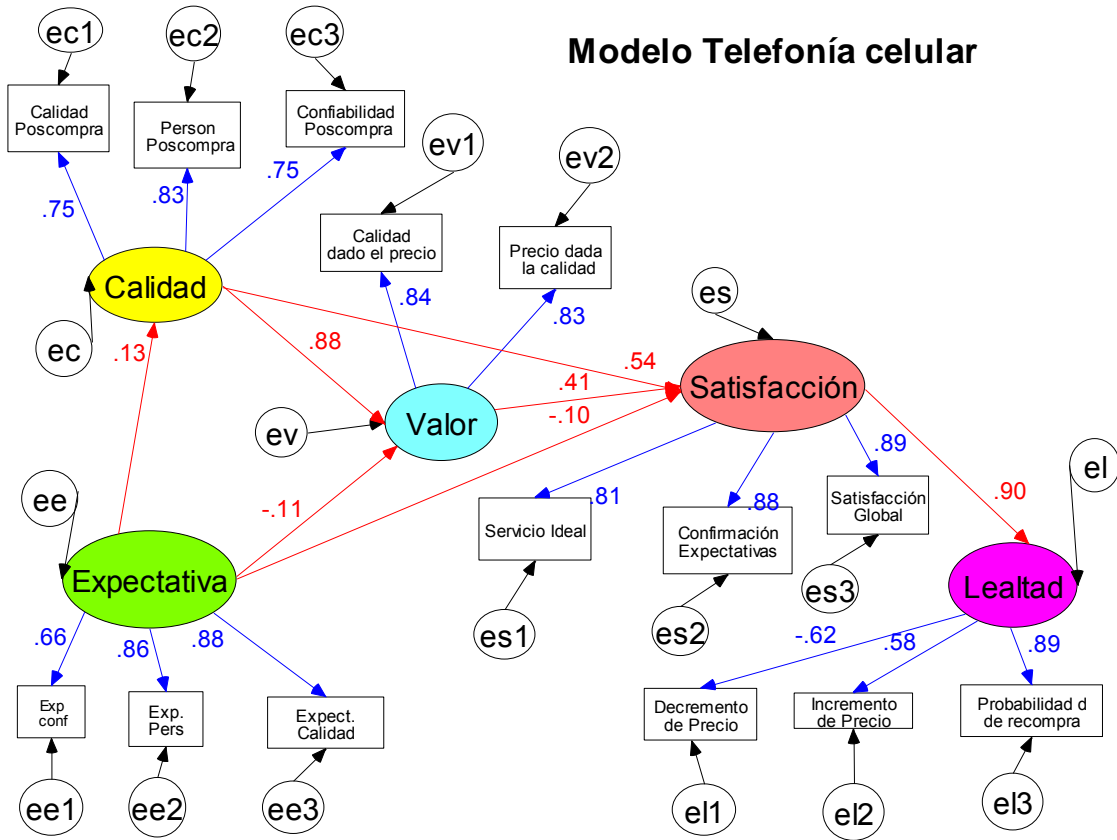 ec1
ec2
ec3
Modelo Telefonía celular
Calidad
Poscompra
Person
Poscompra
Confiabilidad
Poscompra
ev1
ev2
.75
.83
.75
Calidad
dado el precio
Precio dada
la calidad
Calidad
.84
.83
es
ec
.13
.88
.54
Satisfacción
.41
-.10
ev
Valor
ee
-.11
.81
.88
.89
.90
el
Servicio Ideal
Confirmación
Expectativas
Satisfacción
Global
Expectativa
es1
es2
es3
Lealtad
.66
.86
.88
-.62
.58
.89
Exp
conf
Exp.
Pers
Expect.
Calidad
Decremento
de Precio
Incremento
de Precio
Probabilidad d
de recompra
ee1
ee2
ee3
el1
el2
el3